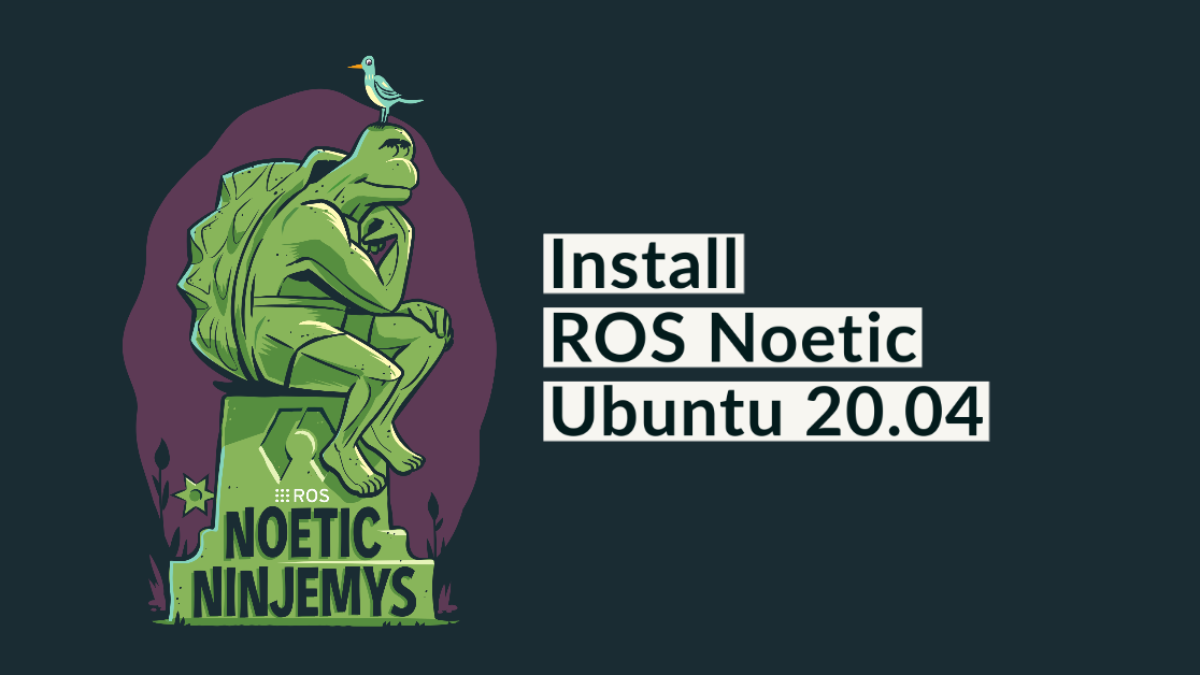 Install
ROS Noetic
Ubuntu 20.04
ROS
NOETIC
NINJEMYS